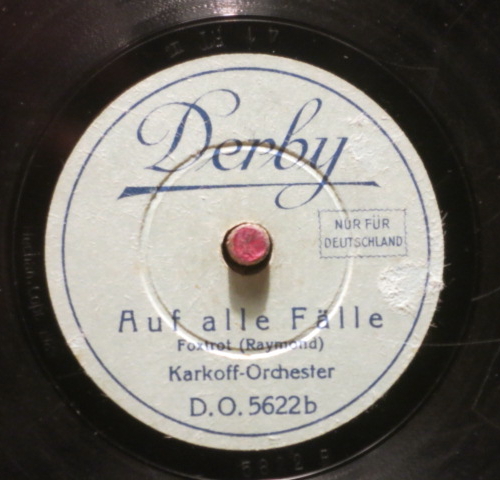 Derby
NUR FÜR
DEUTSCHLAND
Auf alle Fälle
Foxtrot (Raymond)
Karkoff-Orchester
D.O. 5622b